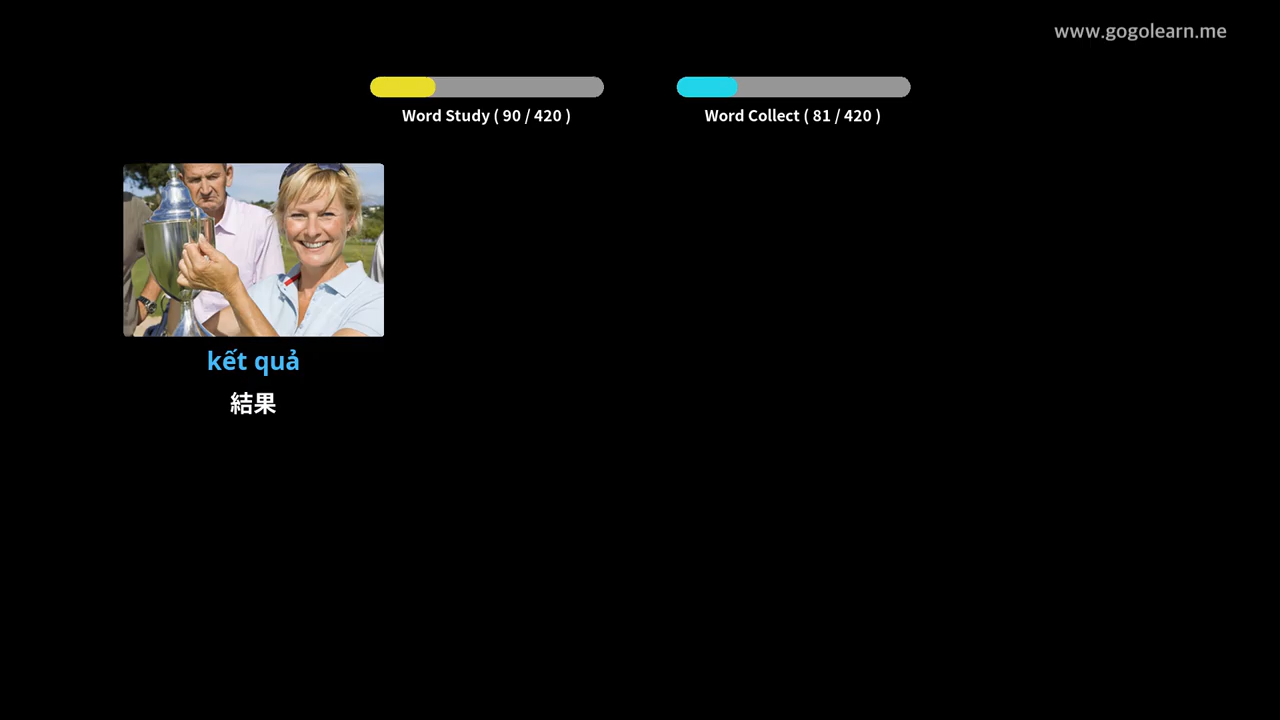 www.gogolearn.me
Word Study ( 90 / 420 )
Word Collect ( 81 / 420 )
kết quả
結果